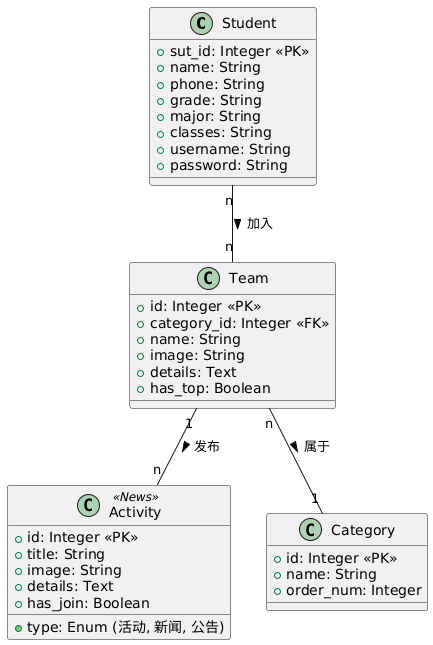 C Student
sut_id: Integer «PK»
name: String
phone: String
grade: String
major: String
classes: String
username: String
password: String
n
加入
n
C Team
id: Integer «PK»
category_id: Integer «FK»
name: String
image: String
details: Text
has_top: Boolean
1
n
发布
属于
n
1
C «News»
Activity
id: Integer «PK»
title: String
image: String
details: Text
has_join: Boolean
type: Enum (活动, 新闻, 公告)
C Category
id: Integer «PK»
name: String
order_num: Integer